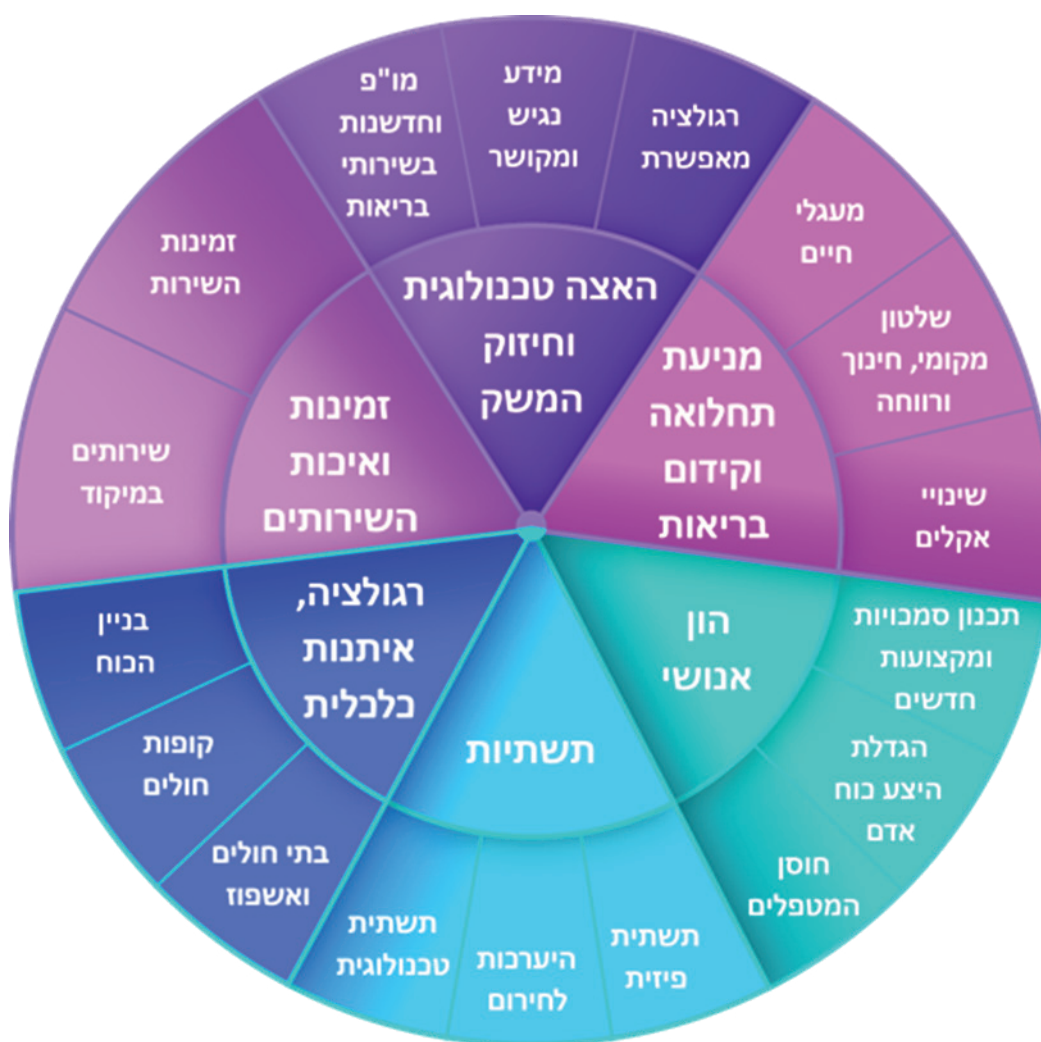 האצה טכנולוגית
וחיזוק
המשק
רגולציה
מאפשרת
מידע
נגיש
ומקושר
מו"פ
וחדשנות
בשירותי
בריאות
מניעת
תחלואה
וקידום
בריאות
מעגלי
חיים
שלטון
מקומי, חינוך
ורווחה
שינויי
אקלים
הון
אנושי
תכנון סמכויות
ומקצועות
חדשים
הגדלת
היצע כוח
אדם
חוסן
המטפלים
תשתיות
תשתית
פיזית
היערכות
לחירום
תשתית
טכנולוגית
רגולציה,
איתנות
כלכלית
בתי חולים
ואשפוז
קופות
חולים
בניין
הכוח
זמינות
ואיכות
השירותים
שירותים
במיקוד
זמינות
השירות